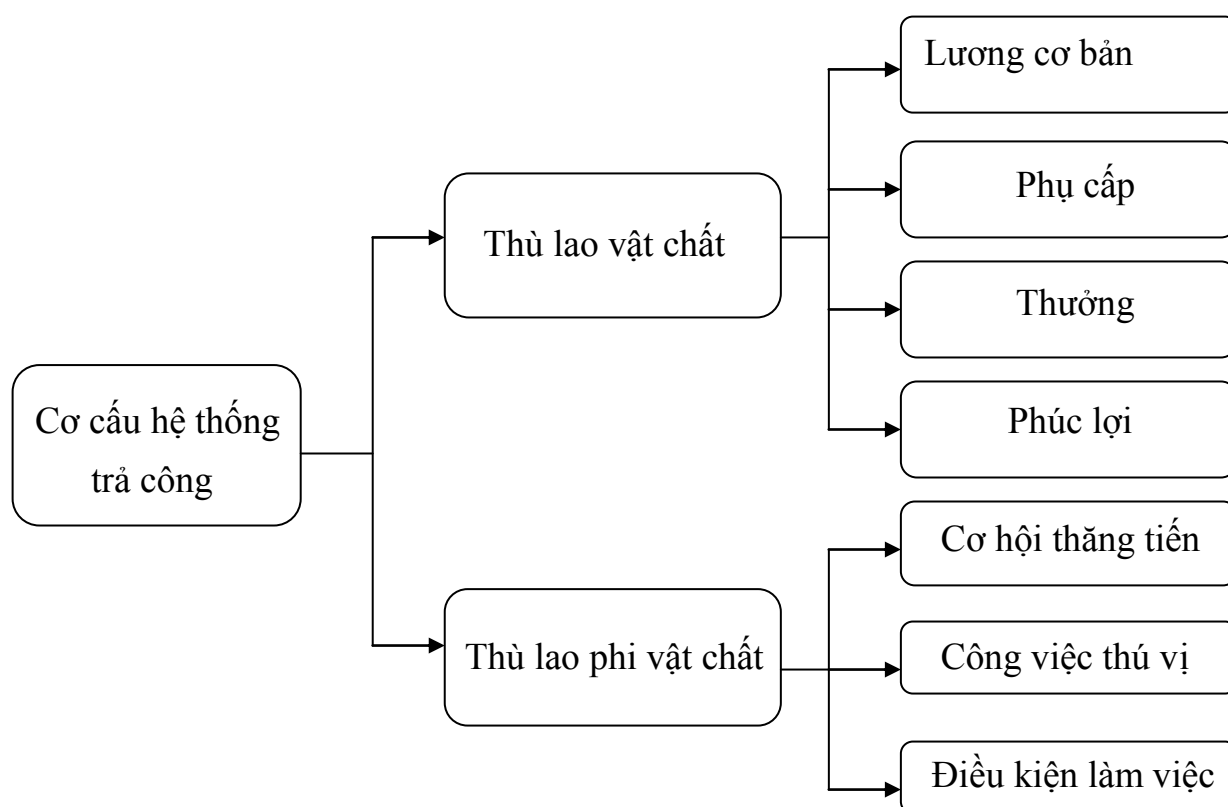 Cơ cấu hệ thống
trả công
Thù lao vật chất
Lương cơ bản
Phụ cấp
Thưởng
Phúc lợi
Thù lao phi vật chất
Cơ hội thăng tiến
Công việc thú vị
Điều kiện làm việc